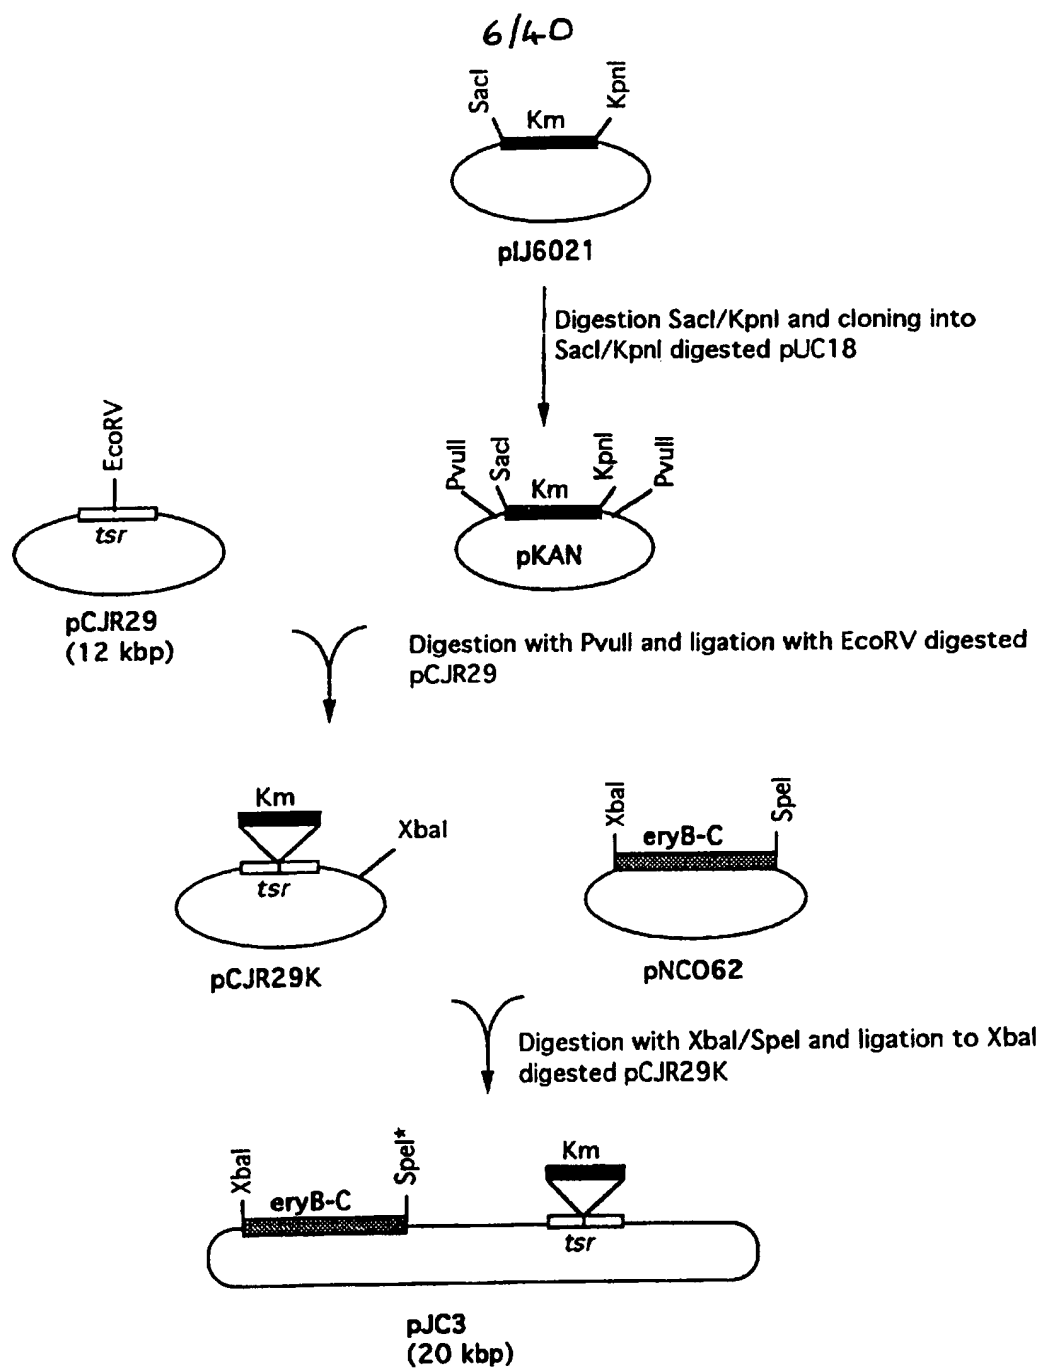 6/40
SacI
KpnI
Km
pIJ6021
Digestion SacI/KpnI and cloning into
SacI/KpnI digested pUC18
EcoRV
tsr
pCJR29
(12 kbp)
PvuII
SacI
KpnI
PvuII
Km
pKAN
Digestion with PvuII and ligation with EcoRV digested
pCJR29
Km
XbaI
tsr
pCJR29K
XbaI
SpeI
eryB-C
pNCO62
Digestion with XbaI/SpeI and ligation to XbaI
digested pCJR29K
XbaI
SpeI*
eryB-C
Km
tsr
pJC3
(20 kbp)